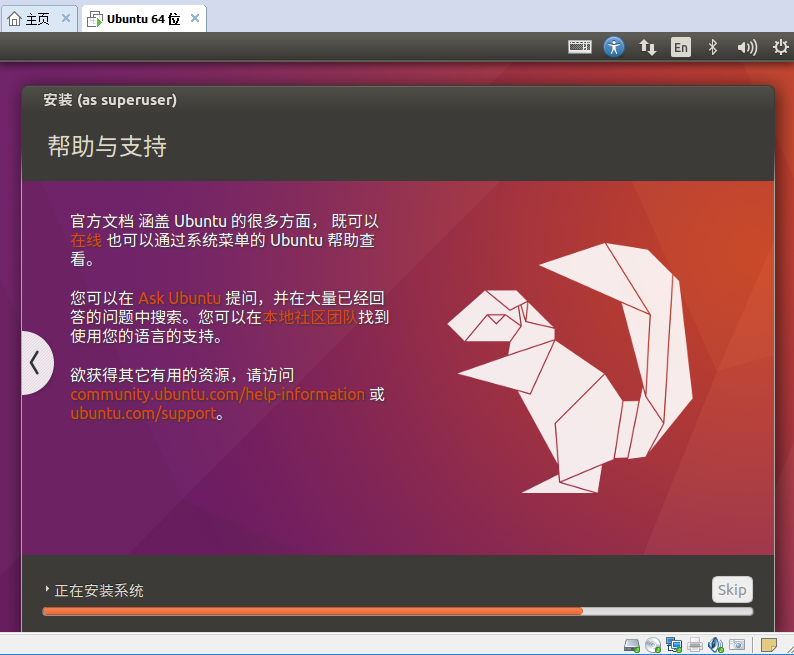 主页
Ubuntu 64 位
En
安装 (as superuser)
帮助与支持
官方文档 涵盖 Ubuntu 的很多方面， 既可以
在线 也可以通过系统菜单的 Ubuntu 帮助查
看。
您可以在 Ask Ubuntu 提问，并在大量已经回
答的问题中搜索。您可以在本地社区团队找到
使用您的语言的支持。
欲获得其它有用的资源，请访问
community.ubuntu.com/help-information 或
ubuntu.com/support。
正在安装系统
Skip